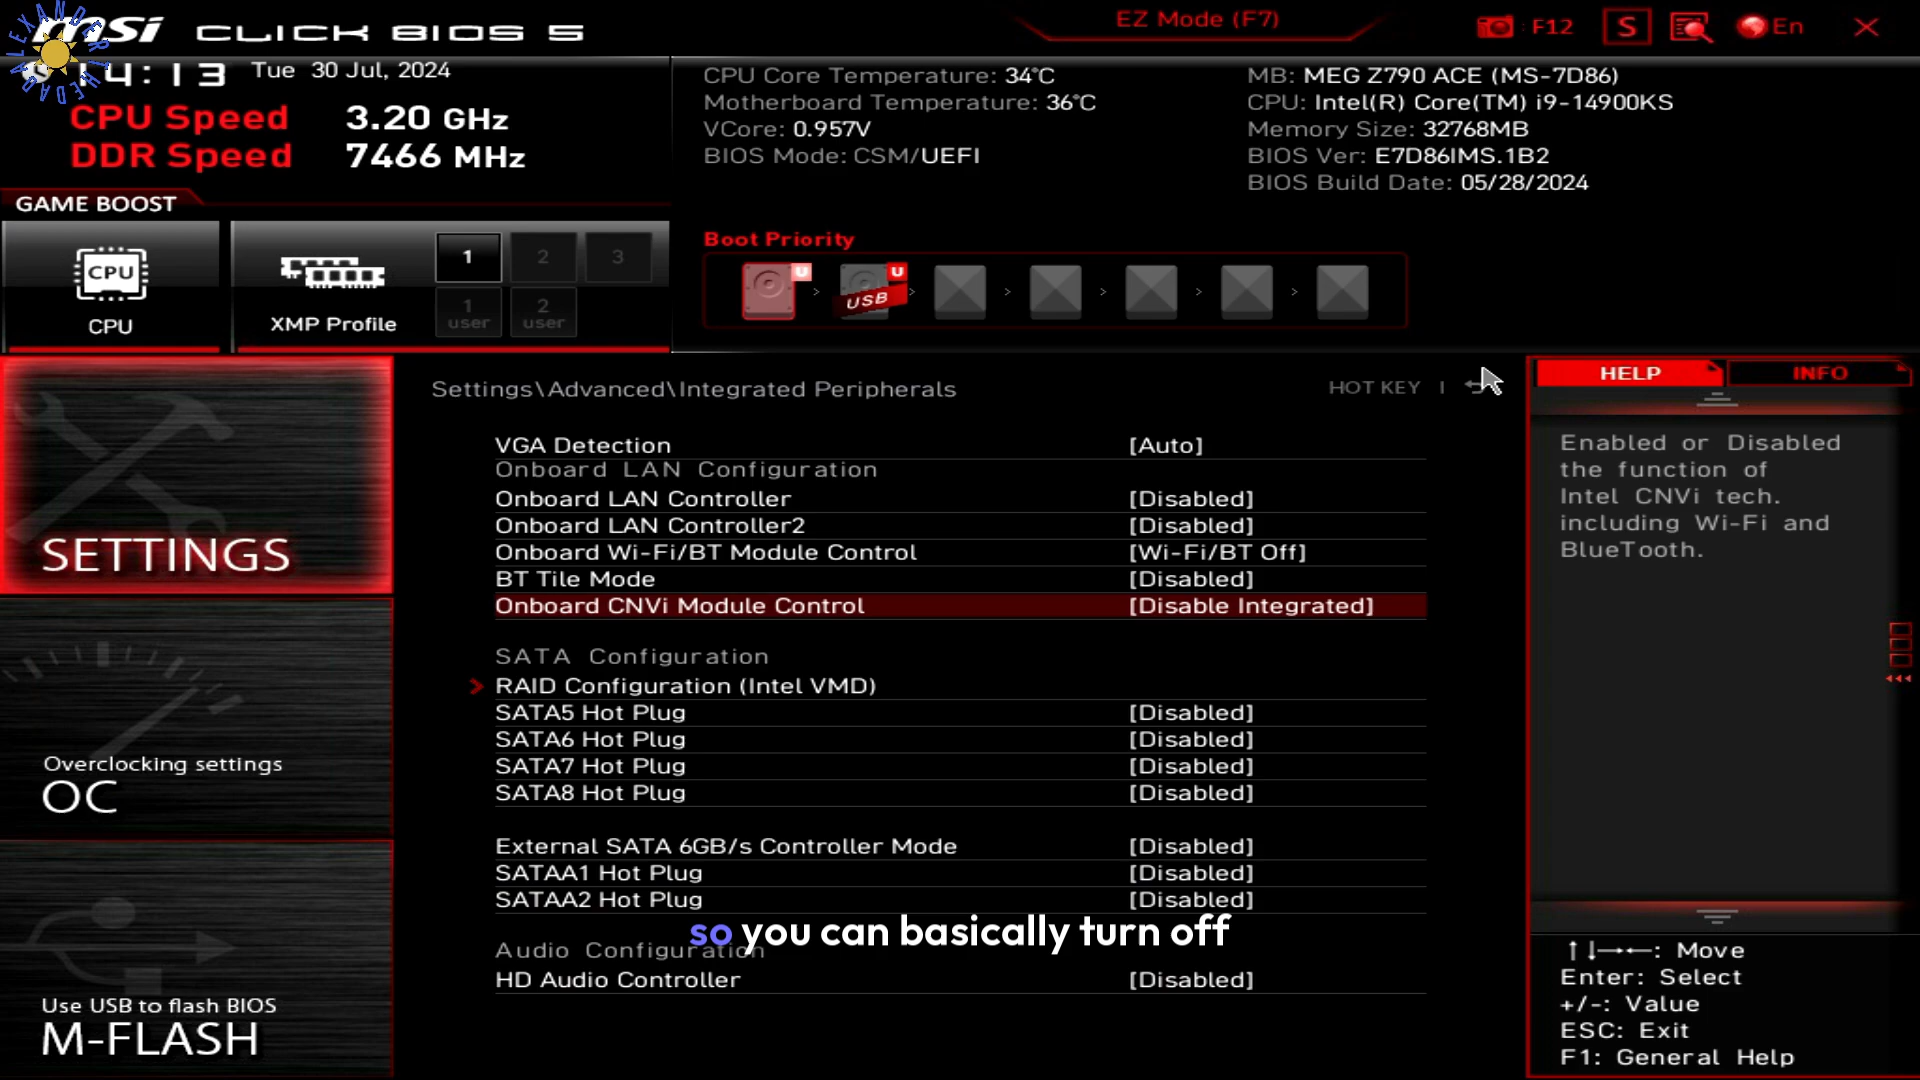 msi CLICK BIOS 5
EZ Mode (F7)
: F12
S
En
ALEXANDERTHEDAR
14:13 Tue 30 Jul, 2024
CPU Speed 3.20 GHz
DDR Speed 7466 MHz
CPU Core Temperature: 34°C
Motherboard Temperature: 36°C
VCore: 0.957V
BIOS Mode: CSM/UEFI
MB: MEG Z790 ACE (MS-7D86)
CPU: Intel(R) Core(TM) i9-14900KS
Memory Size: 32768MB
BIOS Ver: E7D86IMS.1B2
BIOS Build Date: 05/28/2024
GAME BOOST
CPU
CPU
XMP Profile
1 2 3
1 user 2 user
Boot Priority
U
U
USB
SETTINGS
Overclocking settings
OC
Use USB to flash BIOS
M-FLASH
Settings\Advanced\Integrated Peripherals
HOT KEY |
VGA Detection [Auto]
Onboard LAN Configuration
Onboard LAN Controller [Disabled]
Onboard LAN Controller2 [Disabled]
Onboard Wi-Fi/BT Module Control [Wi-Fi/BT Off]
BT Tile Mode [Disabled]
Onboard CNVi Module Control [Disable Integrated]
SATA Configuration
RAID Configuration (Intel VMD)
SATA5 Hot Plug [Disabled]
SATA6 Hot Plug [Disabled]
SATA7 Hot Plug [Disabled]
SATA8 Hot Plug [Disabled]
External SATA 6GB/s Controller Mode [Disabled]
SATAA1 Hot Plug [Disabled]
SATAA2 Hot Plug [Disabled]
so you can basically turn off
Audio Configuration
HD Audio Controller [Disabled]
HELP
INFO
Enabled or Disabled
the function of
Intel CNVi tech.
including Wi-Fi and
BlueTooth.
↑↓→←: Move
Enter: Select
+/-: Value
ESC: Exit
F1: General Help